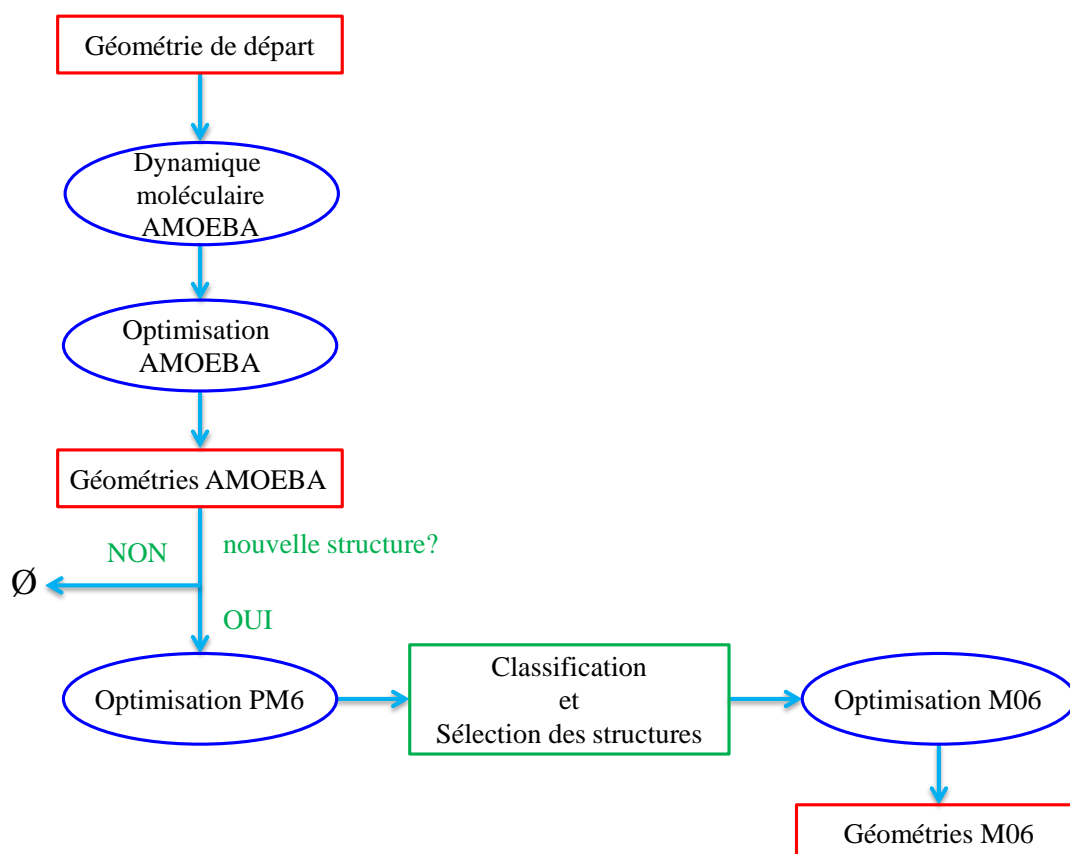 Géométrie de départ
Dynamique
moléculaire
AMOEBA
Optimisation
AMOEBA
Géométries AMOEBA
NON
nouvelle structure?
Ø
OUI
Optimisation PM6
Classification
et
Sélection des structures
Optimisation M06
Géométries M06